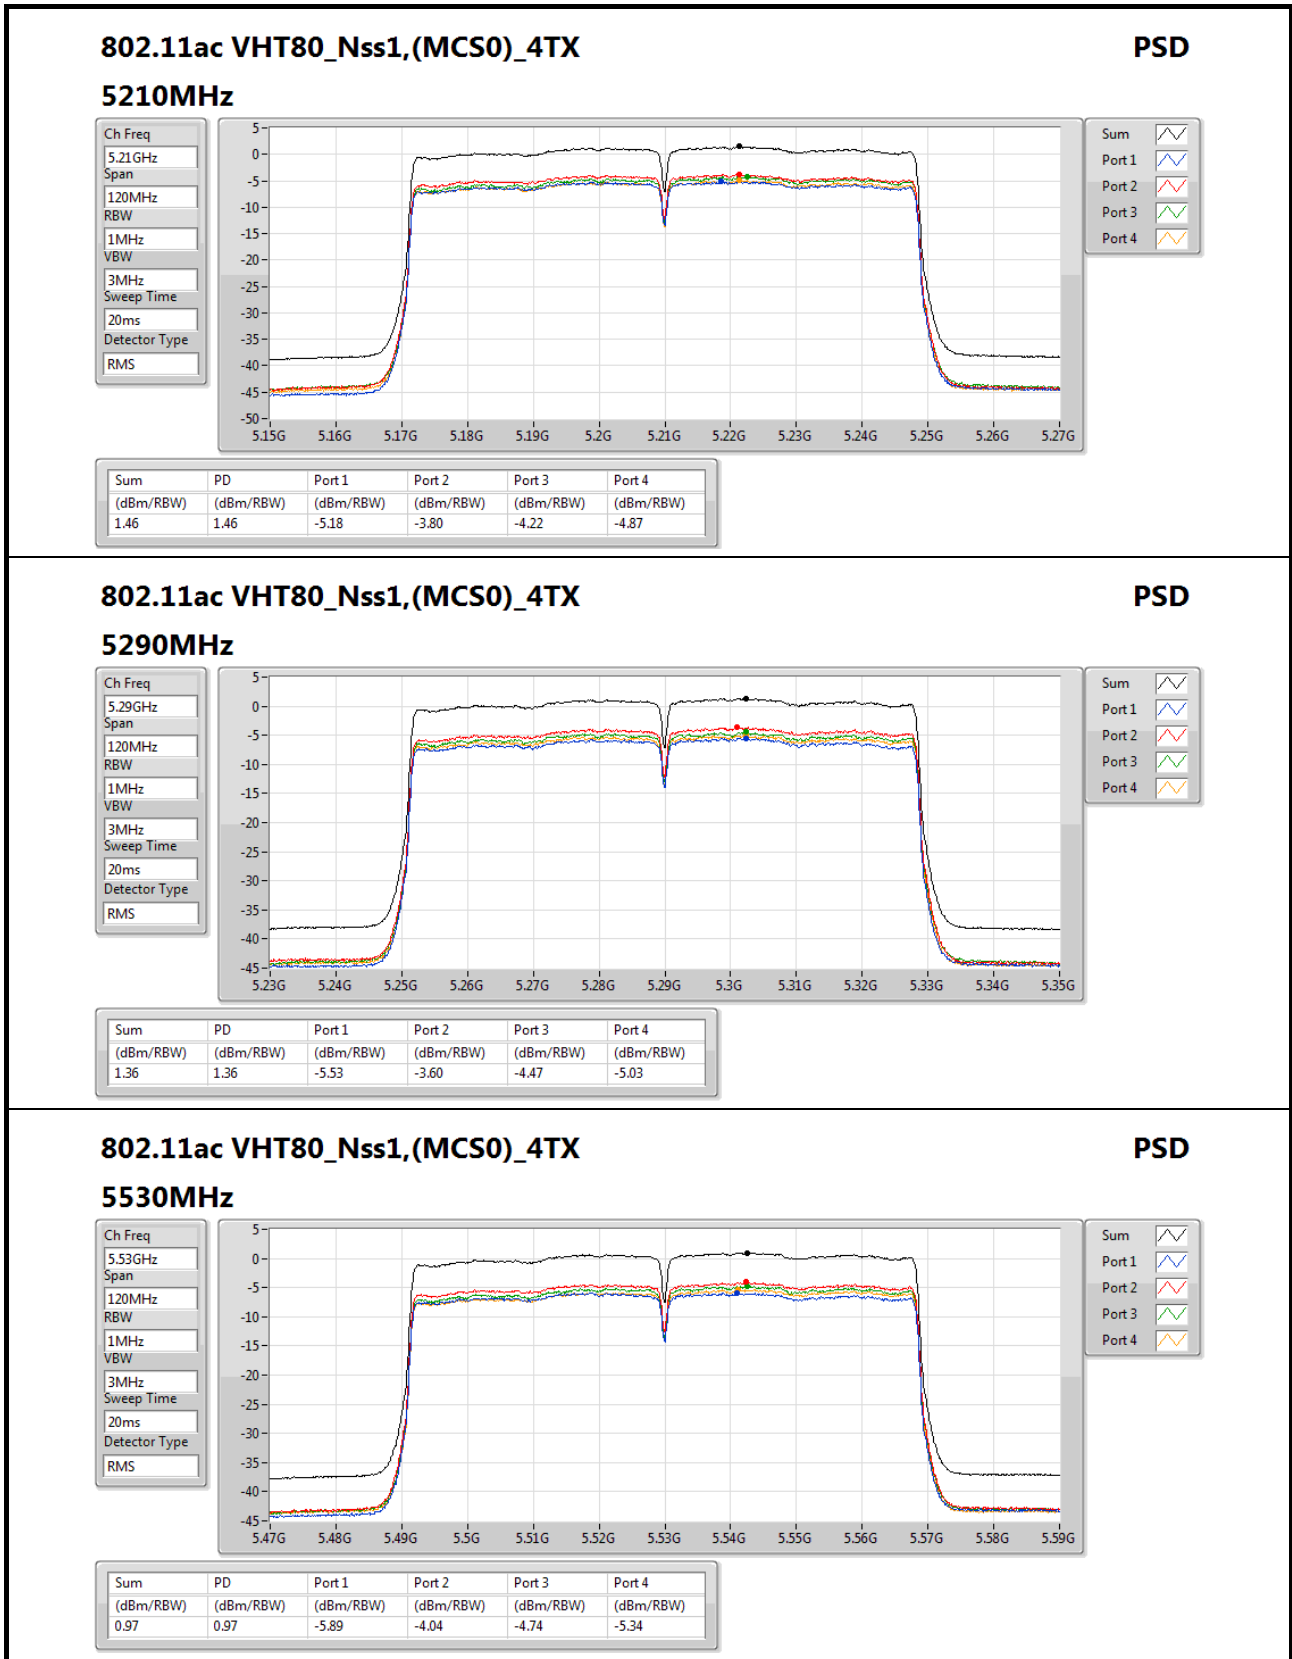 802.11ac VHT80_Nss1,(MCS0)_4TX PSD
5210MHz
Ch Freq
5.21GHz
Span
120MHz
RBW
1MHz
VBW
3MHz
Sweep Time
20ms
Detector Type
RMS
5
0
-5
-10
-15
-20
-25
-30
-35
-40
-45
-50
5.15G 5.16G 5.17G 5.18G 5.19G 5.2G 5.21G 5.22G 5.23G 5.24G 5.25G 5.26G 5.27G
Sum
Port 1
Port 2
Port 3
Port 4
Sum PD Port 1 Port 2 Port 3 Port 4
(dBm/RBW) (dBm/RBW) (dBm/RBW) (dBm/RBW) (dBm/RBW) (dBm/RBW)
1.46 1.46 -5.18 -3.80 -4.22 -4.87
802.11ac VHT80_Nss1,(MCS0)_4TX PSD
5290MHz
Ch Freq
5.29GHz
Span
120MHz
RBW
1MHz
VBW
3MHz
Sweep Time
20ms
Detector Type
RMS
5
0
-5
-10
-15
-20
-25
-30
-35
-40
-45
5.23G 5.24G 5.25G 5.26G 5.27G 5.28G 5.29G 5.3G 5.31G 5.32G 5.33G 5.34G 5.35G
Sum
Port 1
Port 2
Port 3
Port 4
Sum PD Port 1 Port 2 Port 3 Port 4
(dBm/RBW) (dBm/RBW) (dBm/RBW) (dBm/RBW) (dBm/RBW) (dBm/RBW)
1.36 1.36 -5.53 -3.60 -4.47 -5.03
802.11ac VHT80_Nss1,(MCS0)_4TX PSD
5530MHz
Ch Freq
5.53GHz
Span
120MHz
RBW
1MHz
VBW
3MHz
Sweep Time
20ms
Detector Type
RMS
5
0
-5
-10
-15
-20
-25
-30
-35
-40
-45
5.47G 5.48G 5.49G 5.5G 5.51G 5.52G 5.53G 5.54G 5.55G 5.56G 5.57G 5.58G 5.59G
Sum
Port 1
Port 2
Port 3
Port 4
Sum PD Port 1 Port 2 Port 3 Port 4
(dBm/RBW) (dBm/RBW) (dBm/RBW) (dBm/RBW) (dBm/RBW) (dBm/RBW)
0.97 0.97 -5.89 -4.04 -4.74 -5.34